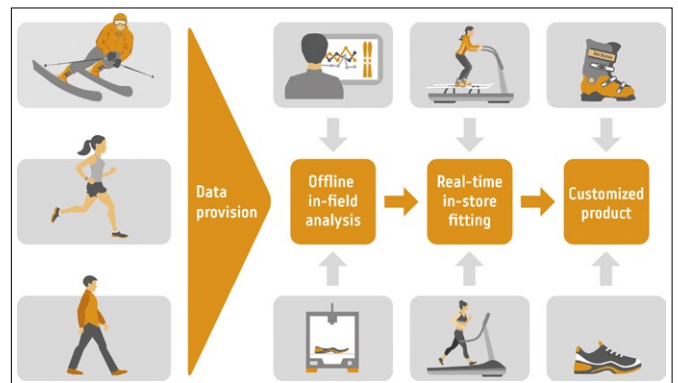 Data
provision
Offline
in-field
analysis
Real-time
in-store
fitting
Customized
product